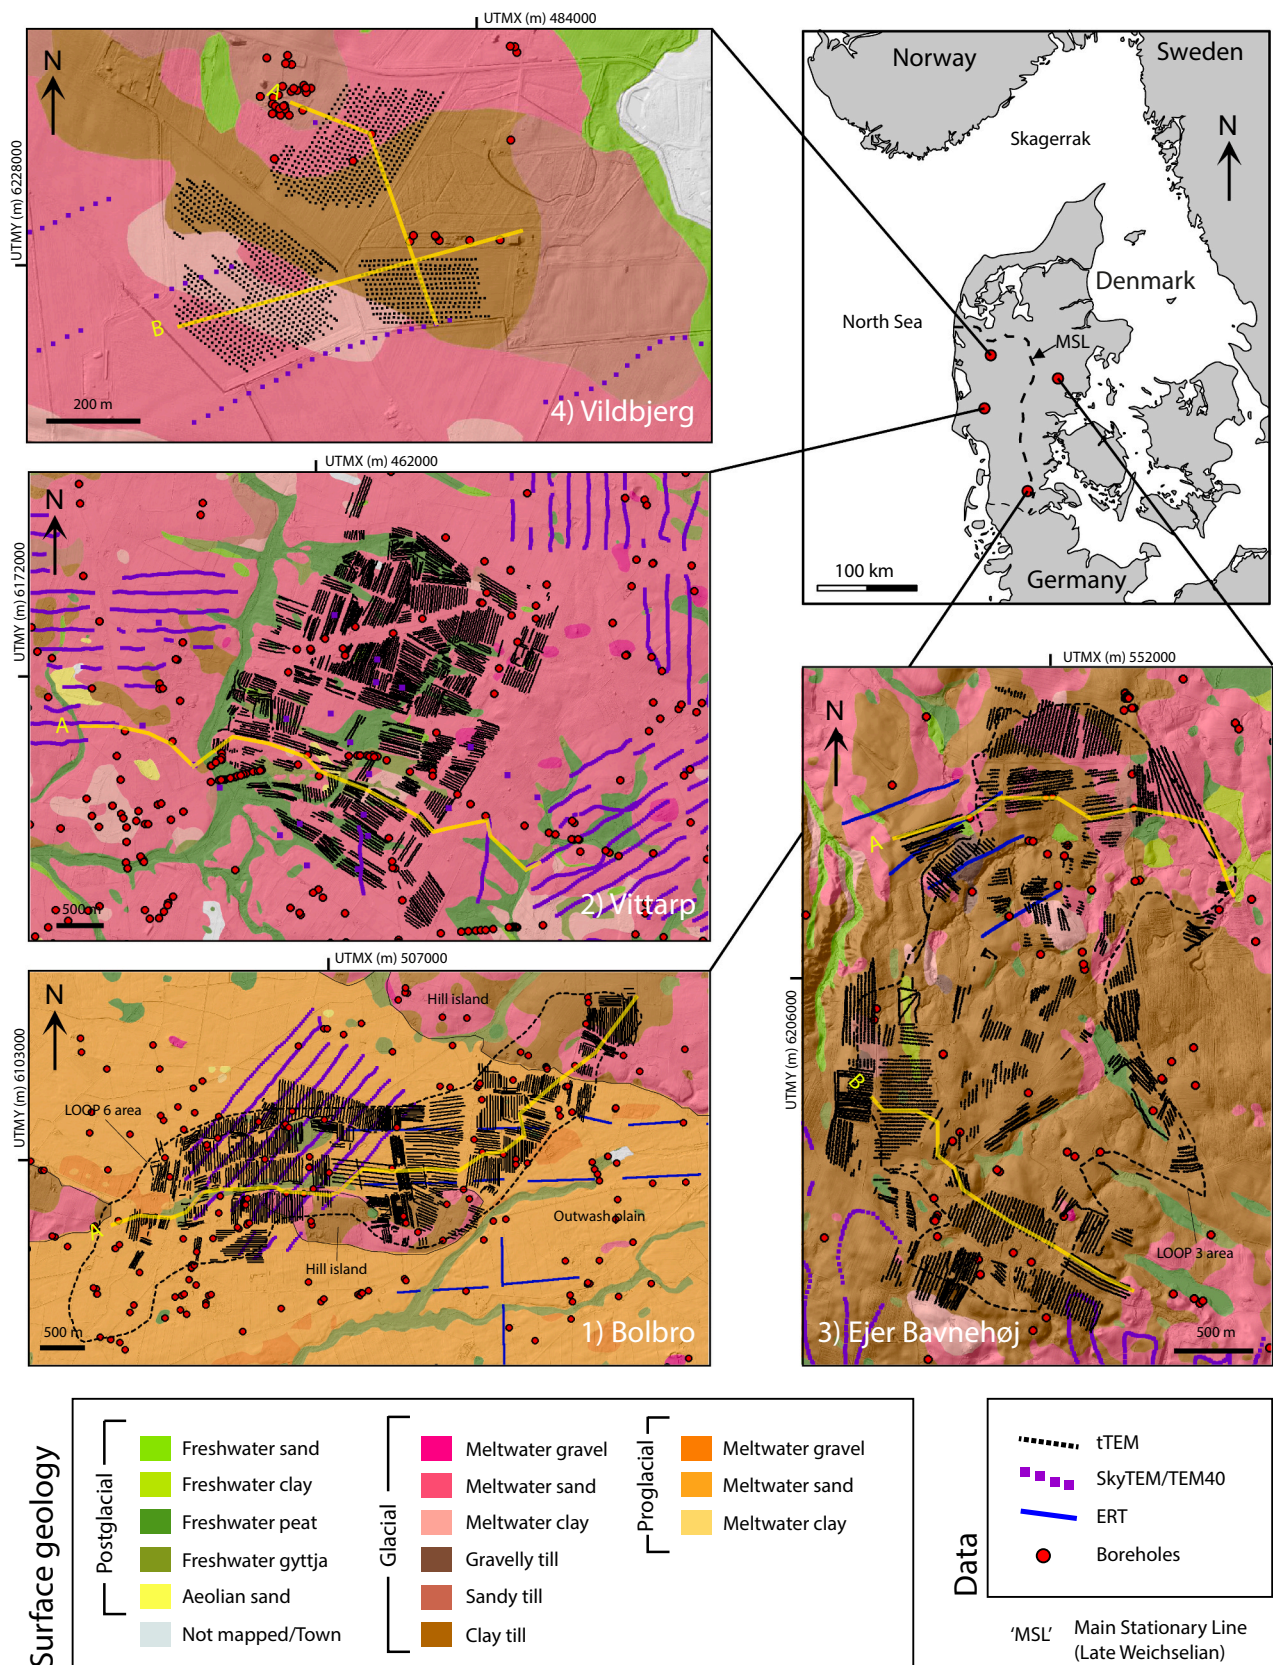 UTMX (m) 484000
N
A
UTMY (m) 6228000
B
200 m
4) Vildbjerg
Norway
Sweden
Skagerrak
N
Denmark
North Sea
MSL
100 km
Germany
UTMX (m) 462000
N
UTMY (m) 6172000
A
500 m
2) Vittarp
UTMX (m) 507000
N
Hill island
UTMY (m) 6103000
LOOP 6 area
A
Outwash plain
Hill island
500 m
1) Bolbro
UTMX (m) 552000
N
A
UTMY (m) 6206000
B
LOOP 3 area
3) Ejer Bavnehøj
500 m
Surface geology
Postglacial
Freshwater sand
Freshwater clay
Freshwater peat
Freshwater gyttja
Aeolian sand
Not mapped/Town
Glacial
Meltwater gravel
Meltwater sand
Meltwater clay
Gravelly till
Sandy till
Clay till
Proglacial
Meltwater gravel
Meltwater sand
Meltwater clay
Data
tTEM
SkyTEM/TEM40
ERT
Boreholes
'MSL' Main Stationary Line
(Late Weichselian)